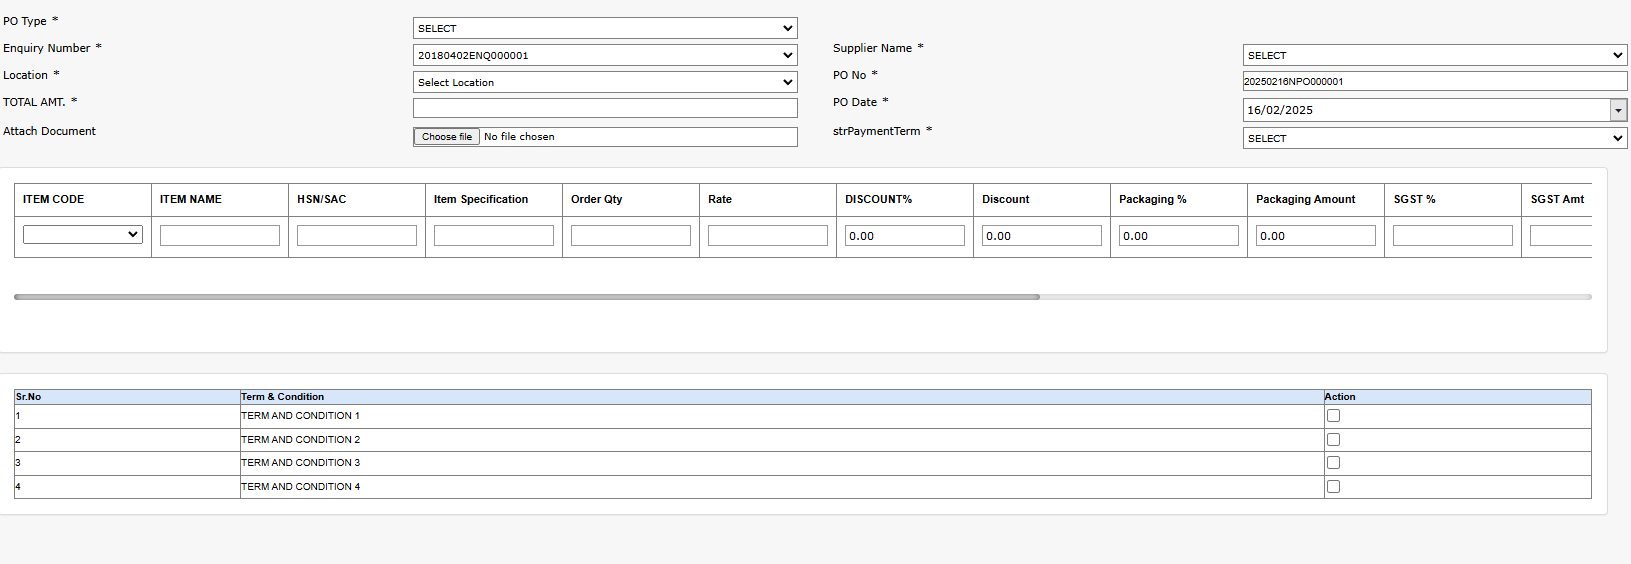 PO Type *
SELECT
Enquiry Number *
20180402ENQ000001
Supplier Name *
SELECT
Location *
Select Location
PO No *
20250216NPO000001
TOTAL AMT. *
PO Date *
16/02/2025
Attach Document
Choose file No file chosen
strPaymentTerm *
SELECT
ITEM CODE ITEM NAME HSN/SAC Item Specification Order Qty Rate DISCOUNT% Discount Packaging % Packaging Amount SGST % SGST Amt
0.00 0.00 0.00 0.00
Sr.No Term & Condition Action
1 TERM AND CONDITION 1
2 TERM AND CONDITION 2
3 TERM AND CONDITION 3
4 TERM AND CONDITION 4